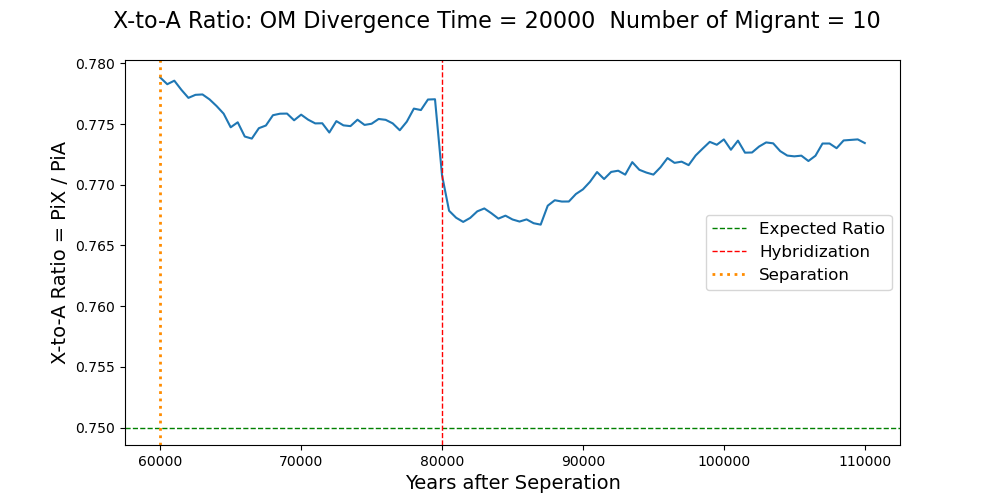 X-to-A Ratio: OM Divergence Time = 20000  Number of Migrant = 10
X-to-A Ratio = PiX / PiA
0.780
0.775
0.770
0.765
0.760
0.755
0.750
Expected Ratio
Hybridization
Separation
60000
70000
80000
90000
100000
110000
Years after Seperation